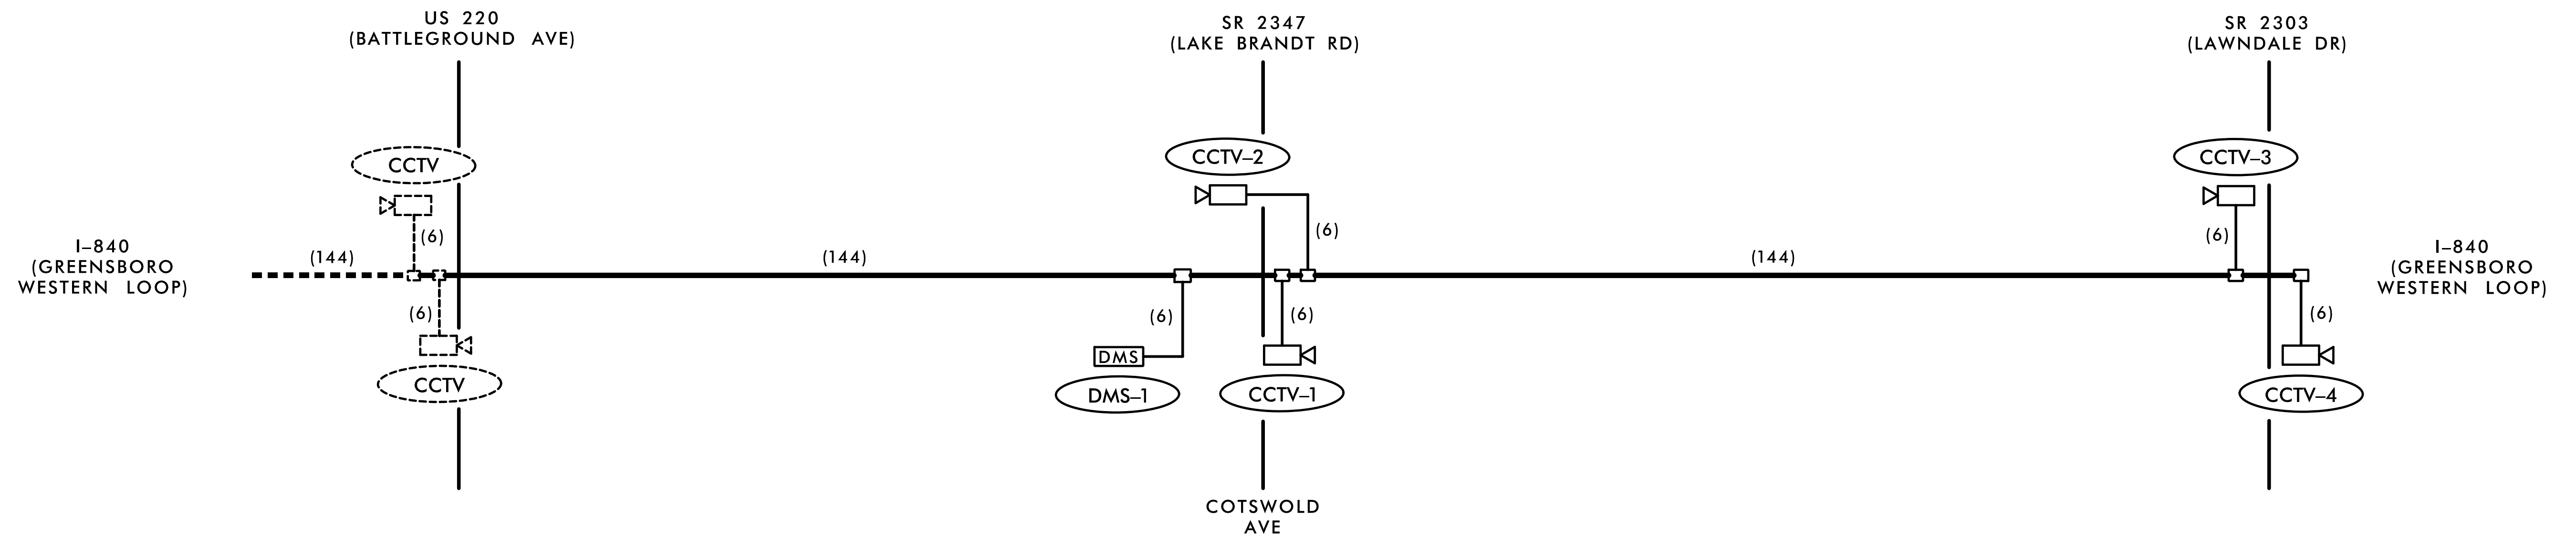 US 220
(BATTLEGROUND AVE)
SR 2347
(LAKE BRANDT RD)
SR 2303
(LAWNDALE DR)
CCTV
CCTV–2
CCTV–3
(6)
(6)
(6)
I–840
(GREENSBORO
WESTERN LOOP)
(144)
(144)
(144)
I–840
(GREENSBORO
WESTERN LOOP)
(6)
(6)
(6)
(6)
DMS
CCTV
DMS–1
CCTV–1
CCTV–4
COTSWOLD
AVE